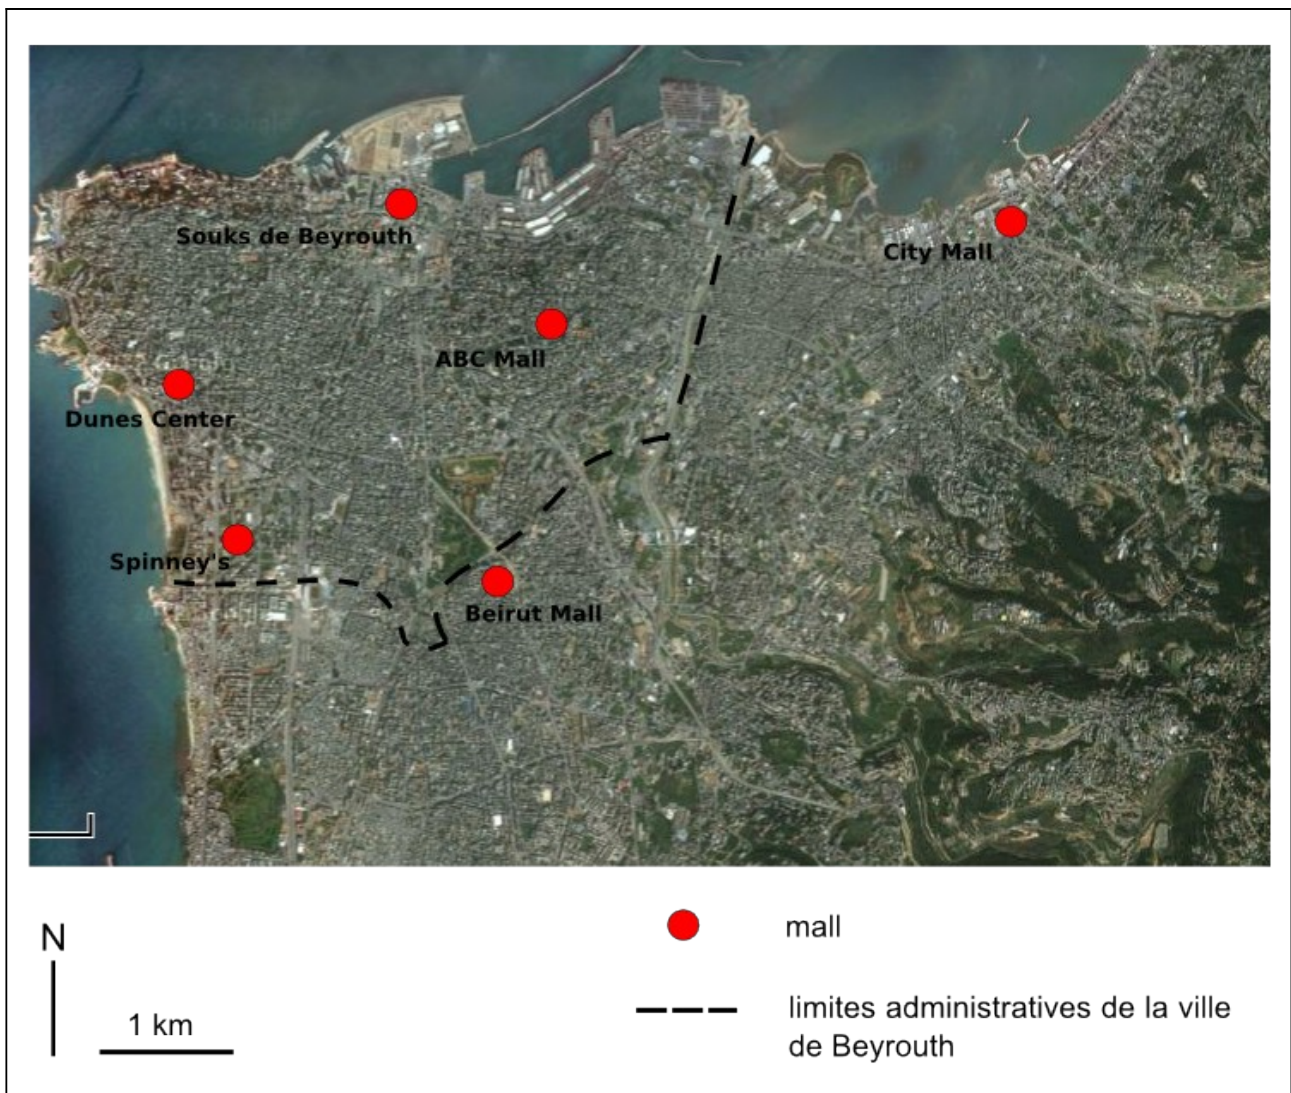 Souks de Beyrouth
City Mall
ABC Mall
Dunes Center
Spinney's
Beirut Mall
N
mall
1 km
limites administratives de la ville
de Beyrouth